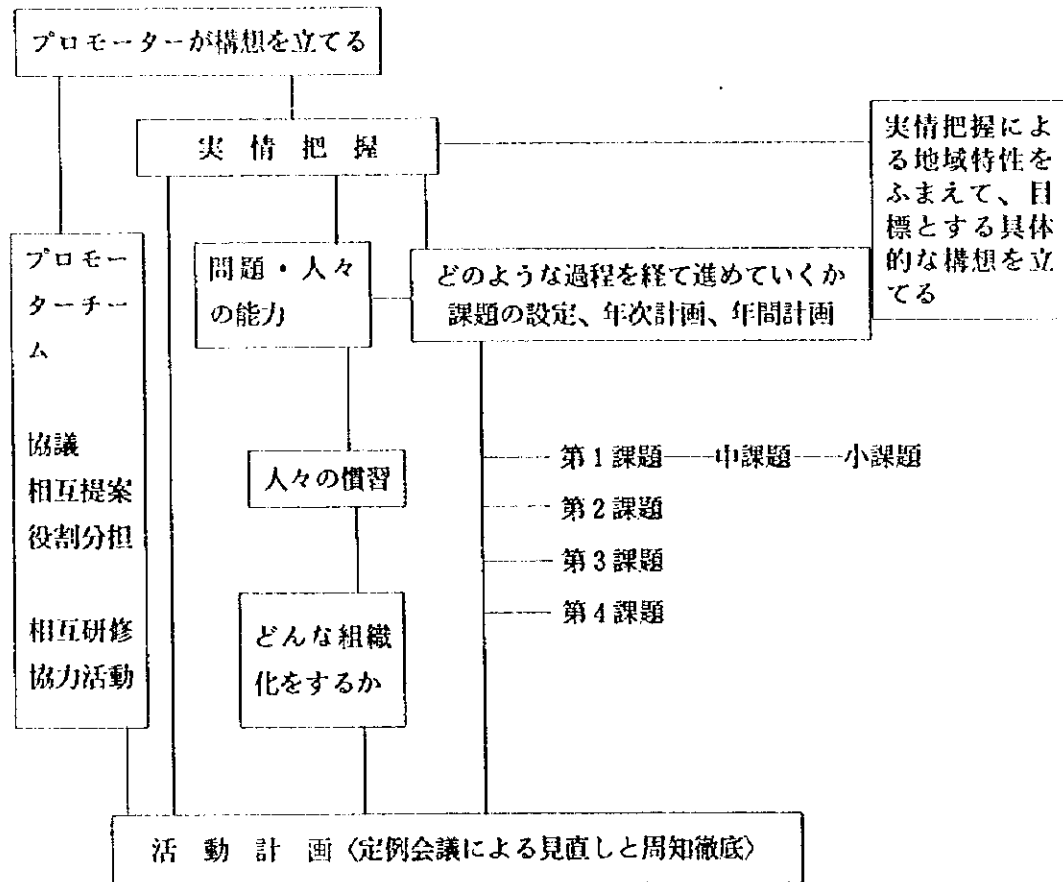 プロモーターが構想を立てる
実情把握
実情把握によ
る地域特性を
ふまえて、目
標とする具体
的な構想を立
てる
プロモー
ターチー
ム
協議
相互提案
役割分担
相互研修
協力活動
問題・人々
の能力
どのような過程を経て進めていくか
課題の設定、年次計画、年間計画
人々の慣習
どんな組織
化をするか
第1課題──中課題──小課題
第2課題
第3課題
第4課題
活動計画〈定例会議による見直しと周知徹底〉